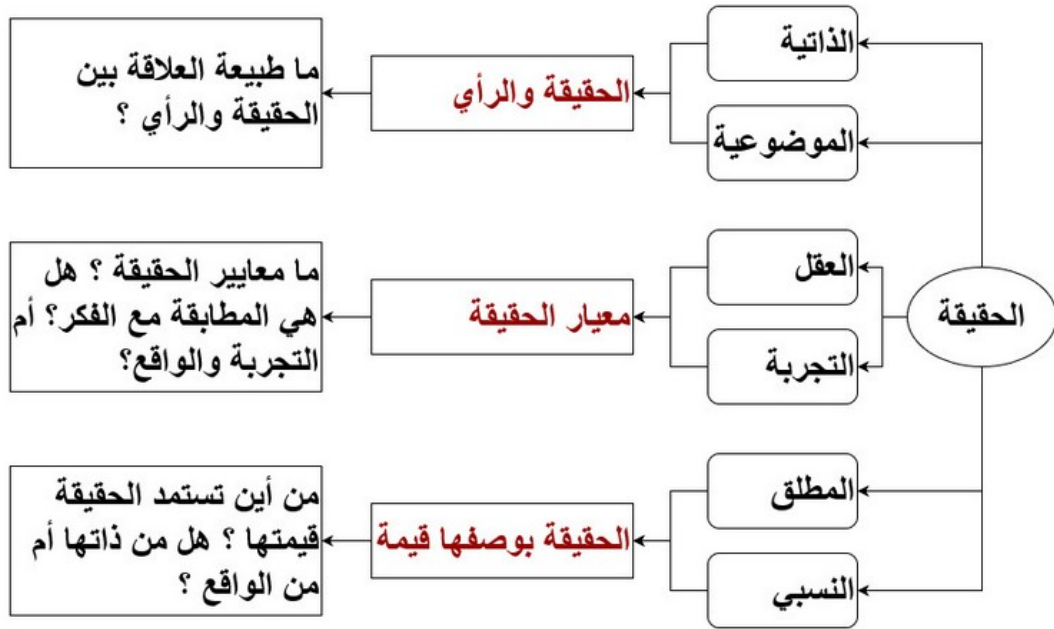 الحقيقة
الذاتية
الموضوعية
الحقيقة والرأي
ما طبيعة العلاقة بين
الحقيقة والرأي ؟
العقل
التجربة
معيار الحقيقة
ما معايير الحقيقة ؟ هل
هي المطابقة مع الفكر؟ أم
التجربة والواقع؟
المطلق
النسبي
الحقيقة بوصفها قيمة
من أين تستمد الحقيقة
قيمتها ؟ هل من ذاتها أم
من الواقع ؟